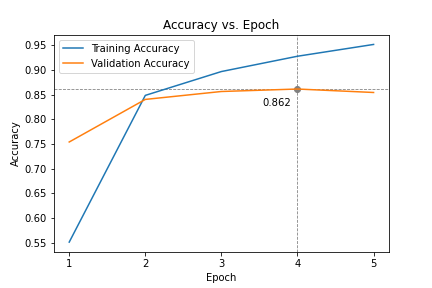 Accuracy vs. Epoch
Training Accuracy
Validation Accuracy
0.95
0.90
0.85
0.80
0.75
0.70
0.65
0.60
0.55
Accuracy
0.862
1 2 3 4 5
Epoch